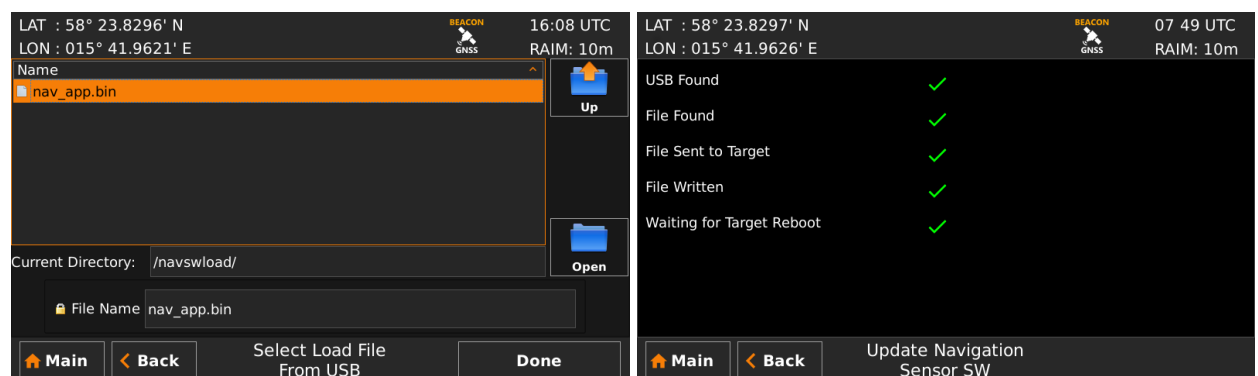 LAT : 58° 23.8296' N
LON : 015° 41.9621' E
BEACON
GNSS
16:08 UTC
RAIM: 10m
Name
nav_app.bin
Up
Open
Current Directory: /navswload/
File Name nav_app.bin
Main
Back
Select Load File
From USB
Done
LAT : 58° 23.8297' N
LON : 015° 41.9626' E
BEACON
GNSS
07 49 UTC
RAIM: 10m
USB Found
File Found
File Sent to Target
File Written
Waiting for Target Reboot
Main
Back
Update Navigation
Sensor SW